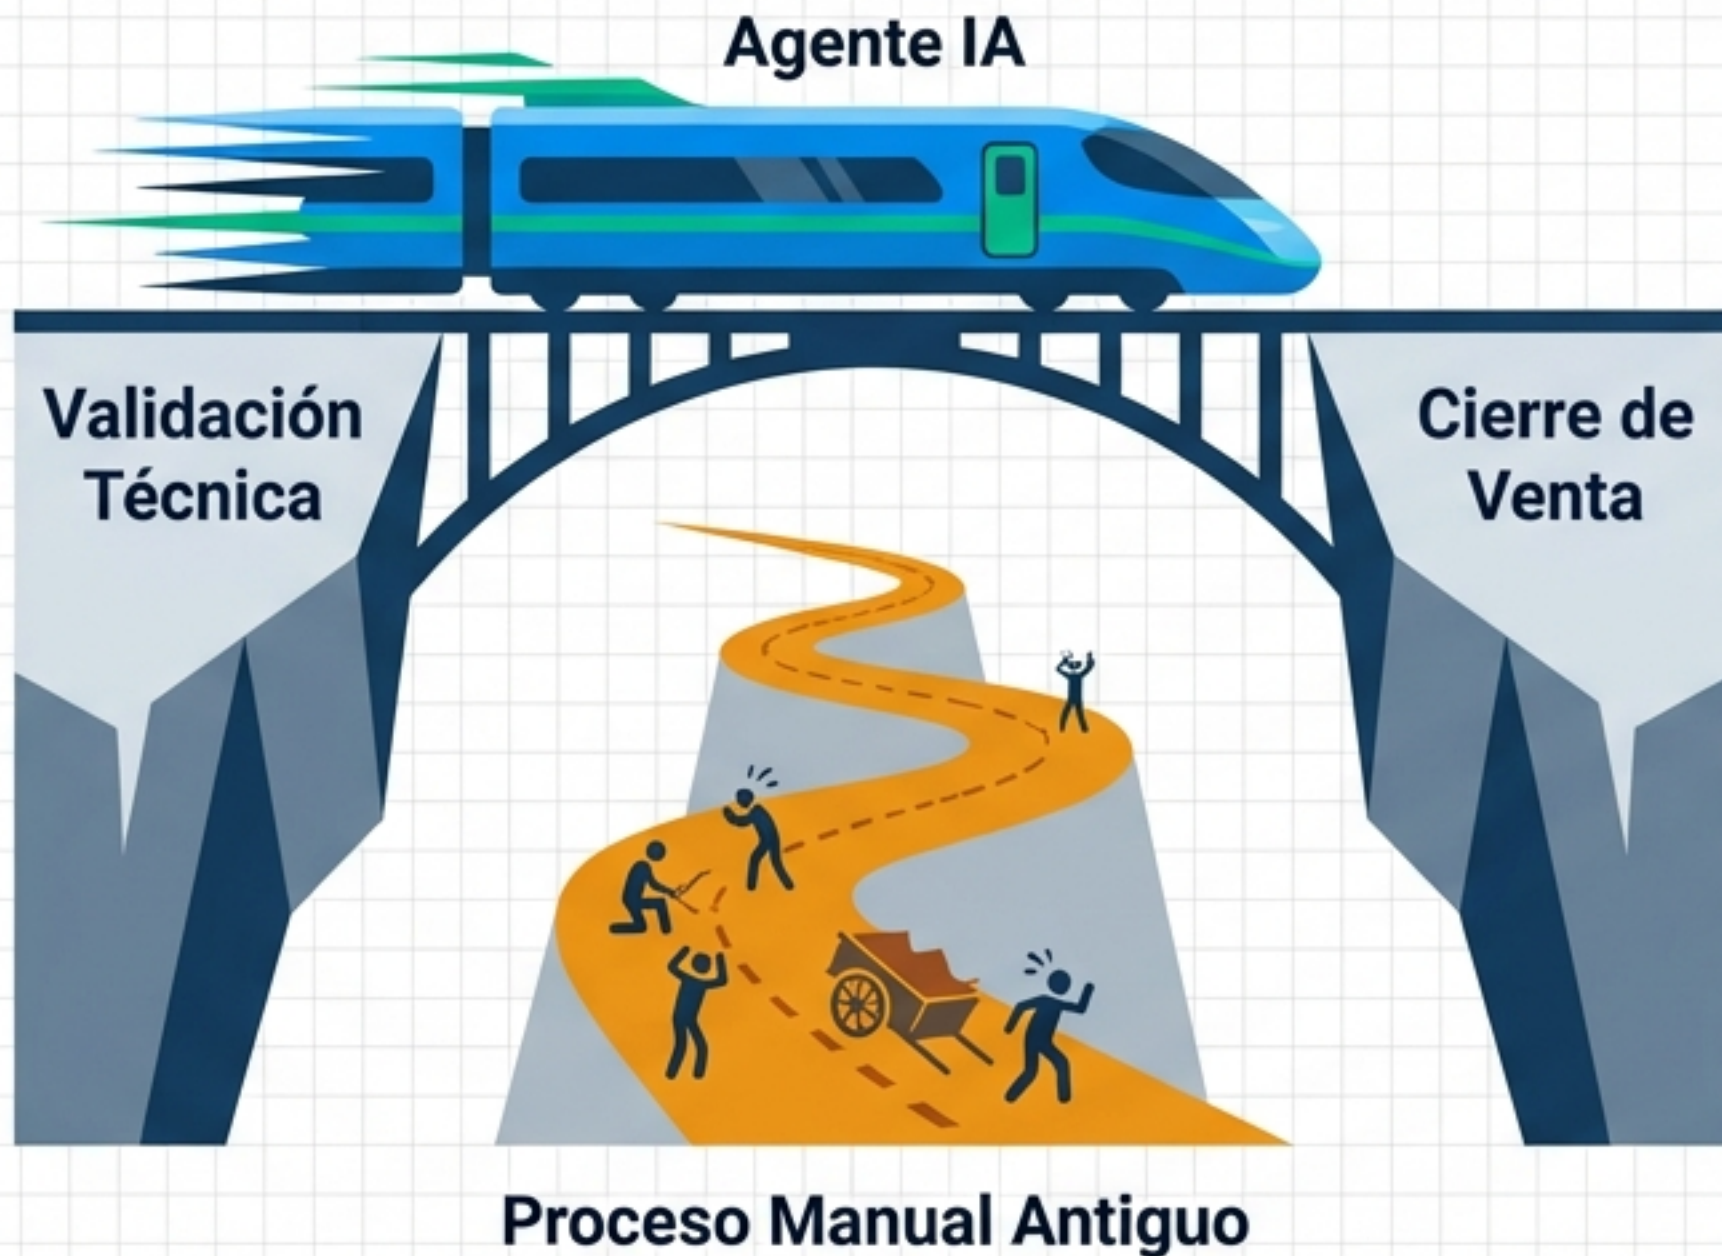 Agente IA
Validación
Técnica
Cierre de
Venta
Proceso Manual Antiguo